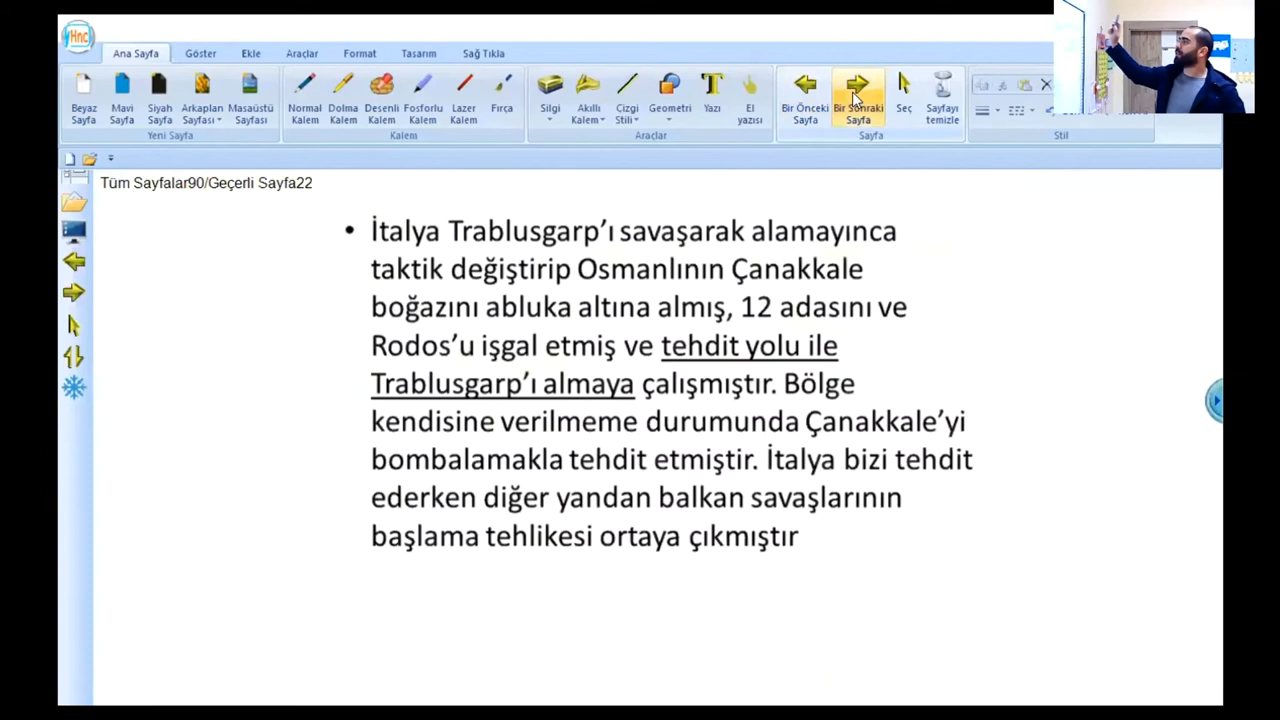 Hnc
Ana Sayfa Göster Ekle Araçlar Format Tasarım Sağ Tıkla
Beyaz Sayfa Mavi Sayfa Siyah Sayfa Arkaplan Sayfası Masaüstü Sayfası
Yeni Sayfa
Normal Kalem Dolma Kalem Desenli Kalem Fosforlu Kalem Lazer Kalem Fırça
Kalem
Silgi Akıllı Kalem Çizgi Stili Geometri Yazı El yazısı
Araçlar
Bir Önceki Sayfa Bir Sonraki Sayfa Seç Sayfayı temizle
Sayfa
Stil
Tüm Sayfalar90/Geçerli Sayfa22
• İtalya Trablusgarp’ı savaşarak alamayınca
taktik değiştirip Osmanlının Çanakkale
boğazını abluka altına almış, 12 adasını ve
Rodos’u işgal etmiş ve tehdit yolu ile
Trablusgarp’ı almaya çalışmıştır. Bölge
kendisine verilmeme durumunda Çanakkale’yi
bombalamakla tehdit etmiştir. İtalya bizi tehdit
ederken diğer yandan balkan savaşlarının
başlama tehlikesi ortaya çıkmıştır